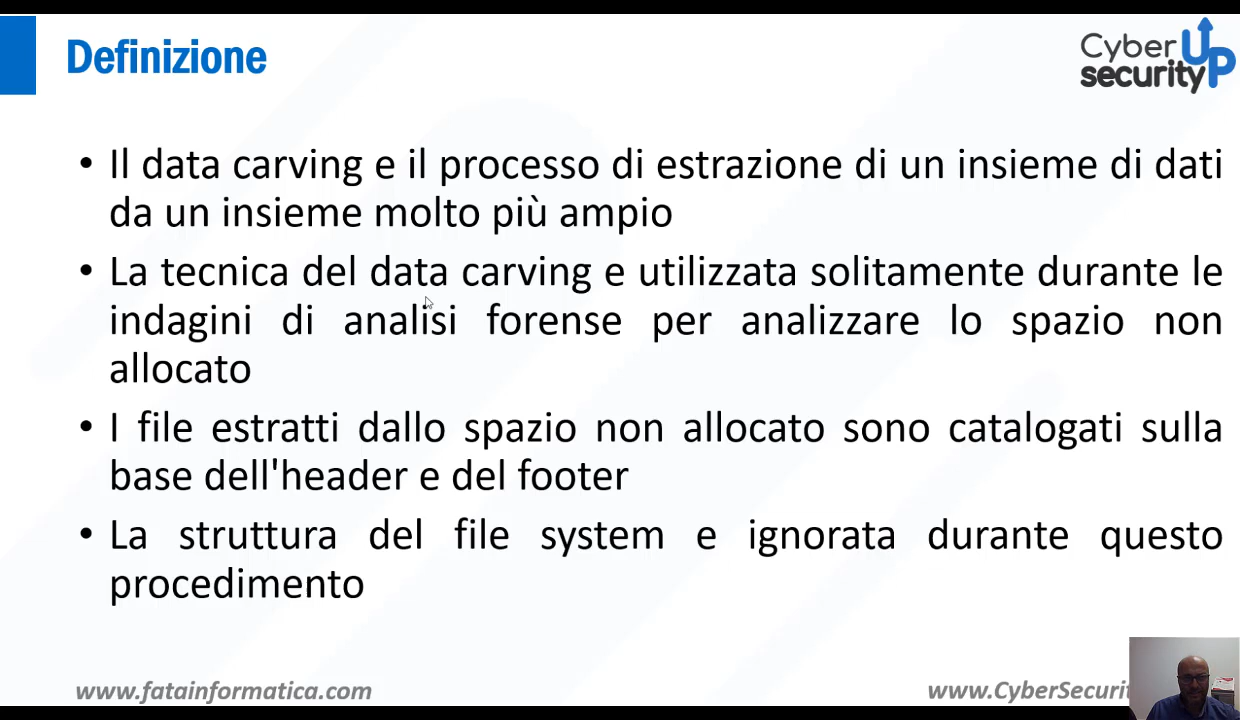 Definizione
Cyber UP
security
• Il data carving e il processo di estrazione di un insieme di dati
da un insieme molto più ampio
• La tecnica del data carving e utilizzata solitamente durante le
indagini di analisi forense per analizzare lo spazio non
allocato
• I file estratti dallo spazio non allocato sono catalogati sulla
base dell'header e del footer
• La struttura del file system e ignorata durante questo
procedimento
www.fatainformatica.com